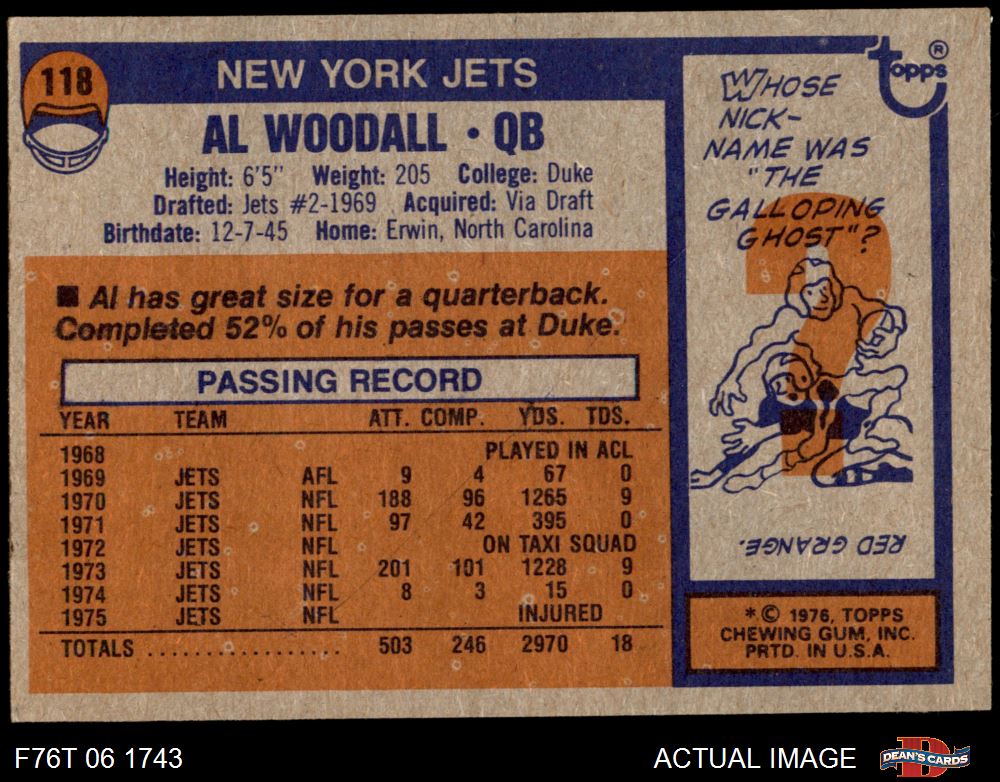 118
NEW YORK JETS
AL WOODALL • QB
Height: 6'5" Weight: 205 College: Duke
Drafted: Jets #2-1969 Acquired: Via Draft
Birthdate: 12-7-45 Home: Erwin, North Carolina
■ Al has great size for a quarterback.
Completed 52% of his passes at Duke.
PASSING RECORD
YEAR TEAM ATT. COMP. YDS. TDS.
1968 PLAYED IN ACL
1969 JETS AFL 9 4 67 0
1970 JETS NFL 188 96 1265 9
1971 JETS NFL 97 42 395 0
1972 JETS NFL ON TAXI SQUAD
1973 JETS NFL 201 101 1228 9
1974 JETS NFL 8 3 15 0
1975 JETS NFL INJURED
TOTALS .................. 503 246 2970 18
topps ®
WHOSE
NICK-
NAME WAS
"THE
GALLOPING
GHOST"?
?
RED GRANGE.
* © 1976, TOPPS
CHEWING GUM, INC.
PRTD. IN U.S.A.
F76T 06 1743
ACTUAL IMAGE
D
DEAN'S CARDS